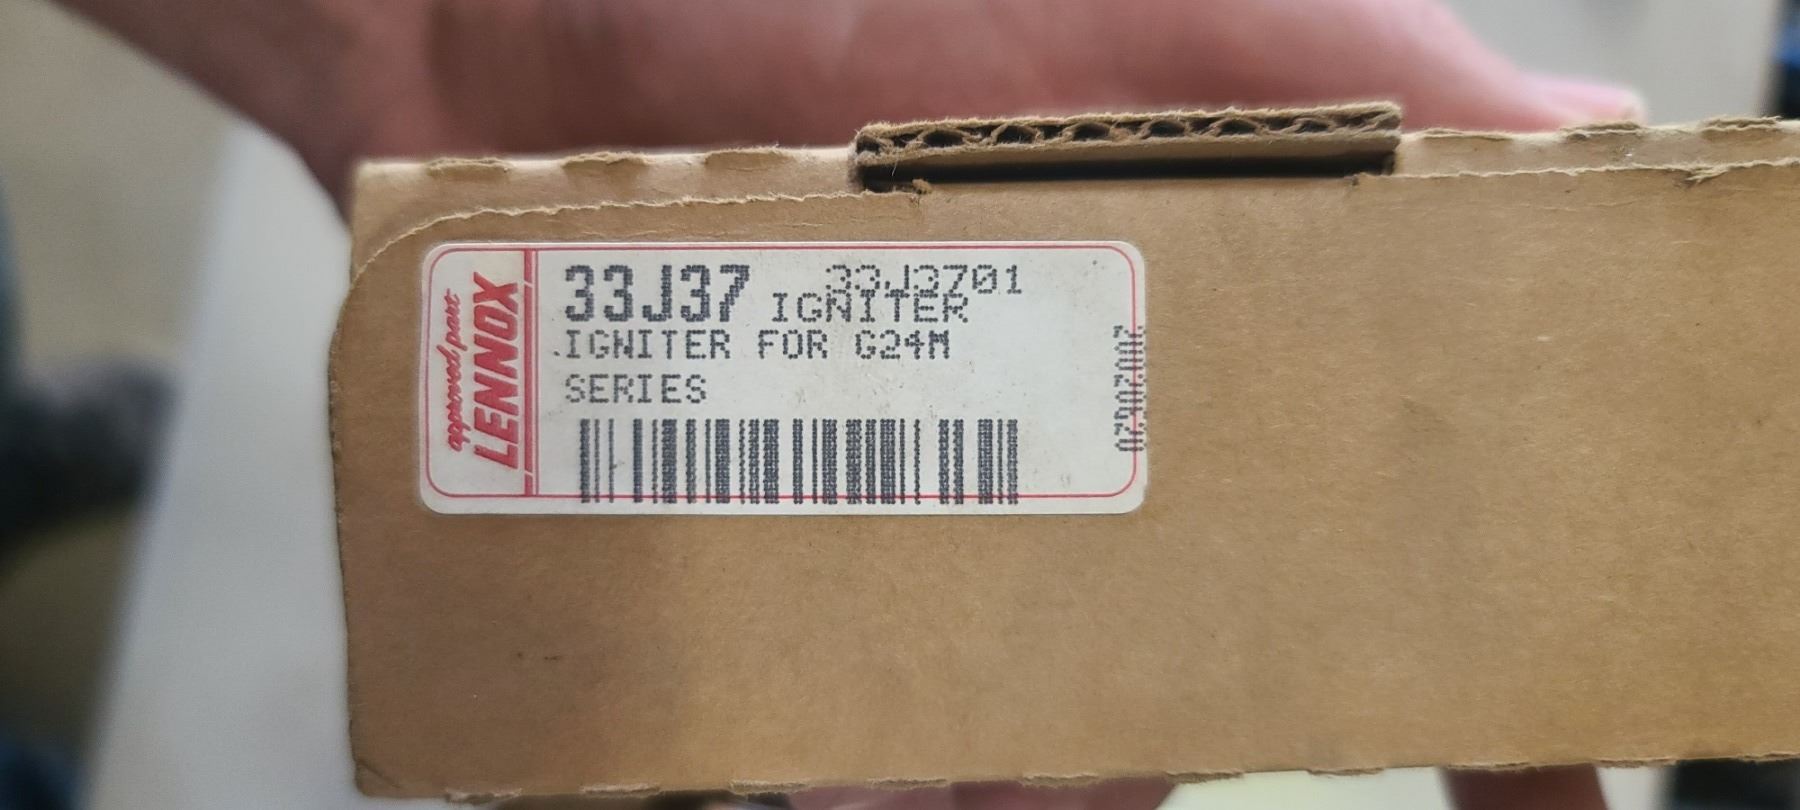 approved part
LENNOX
33J37 33J3701
IGNITER
.IGNITER FOR G24M
SERIES